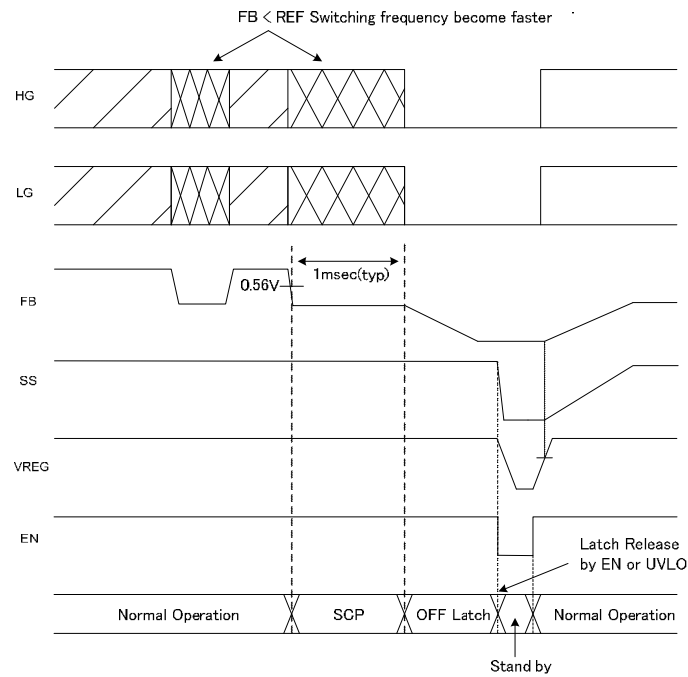 FB < REF Switching frequency become faster
HG
LG
1msec(typ)
0.56V
FB
SS
VREG
EN
Latch Release
by EN or UVLO
Normal Operation
SCP
OFF Latch
Normal Operation
Stand by